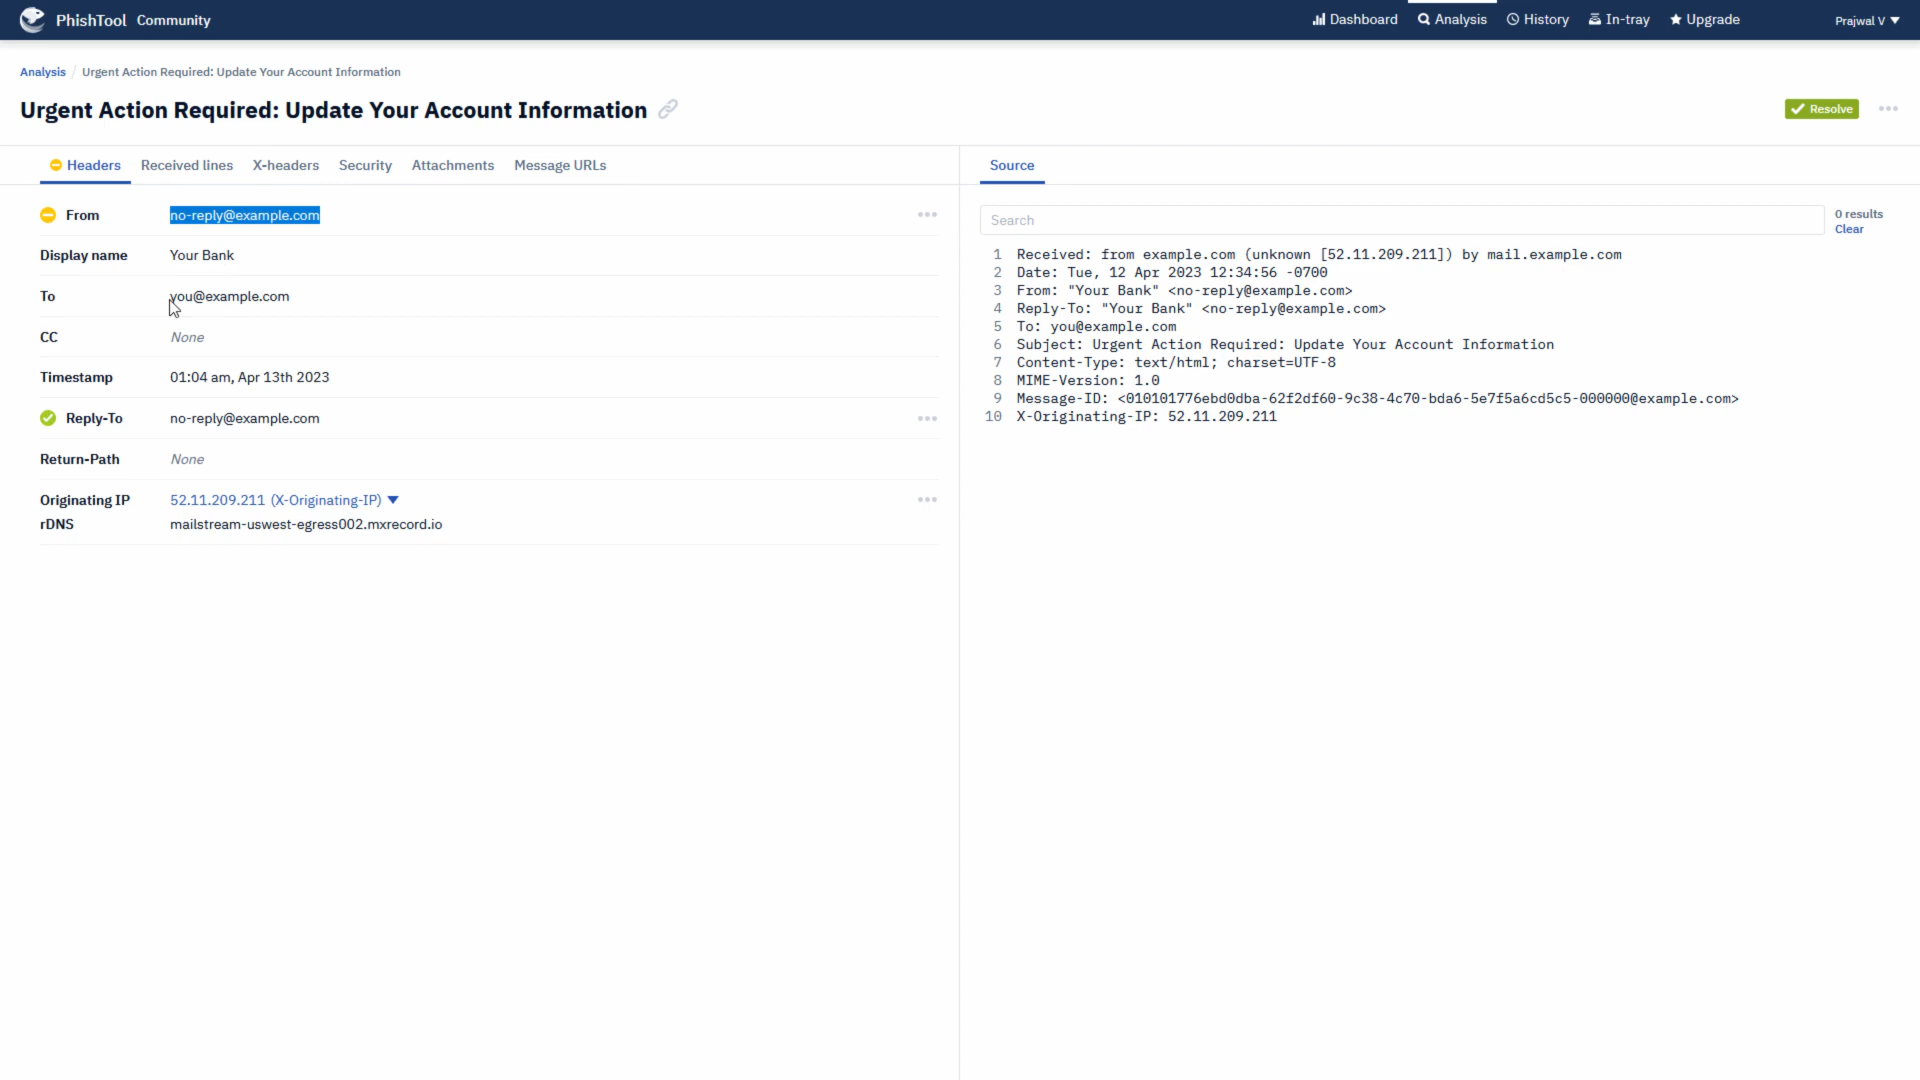 PhishTool Community
Dashboard Analysis History In-tray Upgrade Prajwal V
Analysis / Urgent Action Required: Update Your Account Information
Urgent Action Required: Update Your Account Information
Resolve
Headers Received lines X-headers Security Attachments Message URLs
Source
From no-reply@example.com
Display name Your Bank
To you@example.com
CC None
Timestamp 01:04 am, Apr 13th 2023
Reply-To no-reply@example.com
Return-Path None
Originating IP 52.11.209.211 (X-Originating-IP)
rDNS mailstream-uswest-egress002.mxrecord.io
Search
0 results
Clear
1 Received: from example.com (unknown [52.11.209.211]) by mail.example.com
2 Date: Tue, 12 Apr 2023 12:34:56 -0700
3 From: "Your Bank" <no-reply@example.com>
4 Reply-To: "Your Bank" <no-reply@example.com>
5 To: you@example.com
6 Subject: Urgent Action Required: Update Your Account Information
7 Content-Type: text/html; charset=UTF-8
8 MIME-Version: 1.0
9 Message-ID: <010101776ebd0dba-62f2df60-9c38-4c70-bda6-5e7f5a6cd5c5-000000@example.com>
10 X-Originating-IP: 52.11.209.211